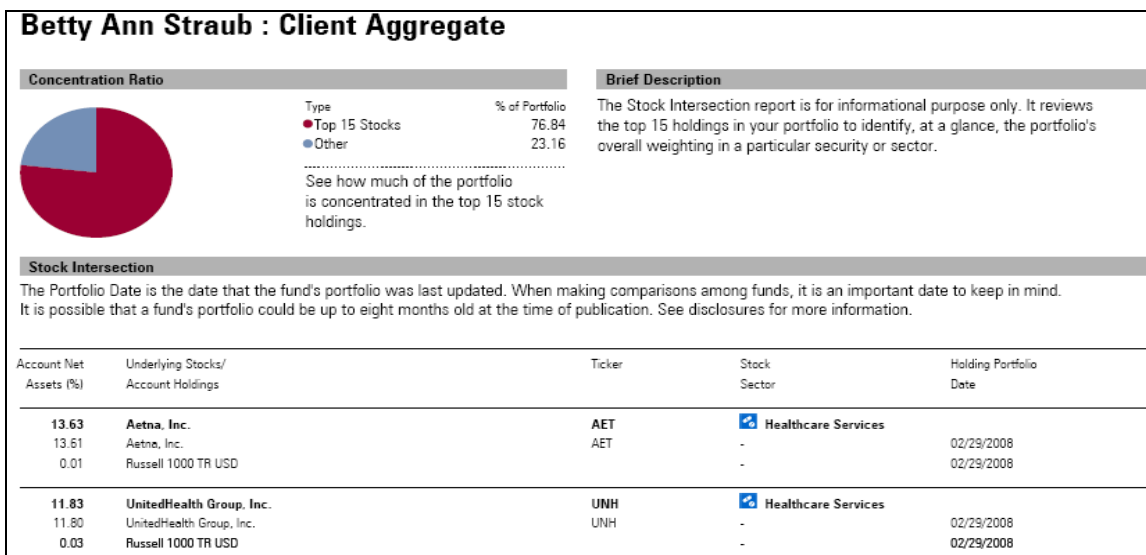 Betty Ann Straub : Client Aggregate
Concentration Ratio
Type % of Portfolio
Top 15 Stocks 76.84
Other 23.16
See how much of the portfolio
is concentrated in the top 15 stock
holdings.
Brief Description
The Stock Intersection report is for informational purpose only. It reviews
the top 15 holdings in your portfolio to identify, at a glance, the portfolio's
overall weighting in a particular security or sector.
Stock Intersection
The Portfolio Date is the date that the fund's portfolio was last updated. When making comparisons among funds, it is an important date to keep in mind.
It is possible that a fund's portfolio could be up to eight months old at the time of publication. See disclosures for more information.
Account Net Underlying Stocks/ Ticker Stock Holding Portfolio
Assets (%) Account Holdings Sector Date
13.63 Aetna, Inc. AET Healthcare Services
13.61 Aetna, Inc. AET - 02/29/2008
0.01 Russell 1000 TR USD - 02/29/2008
11.83 UnitedHealth Group, Inc. UNH Healthcare Services
11.80 UnitedHealth Group, Inc. UNH - 02/29/2008
0.03 Russell 1000 TR USD - 02/29/2008